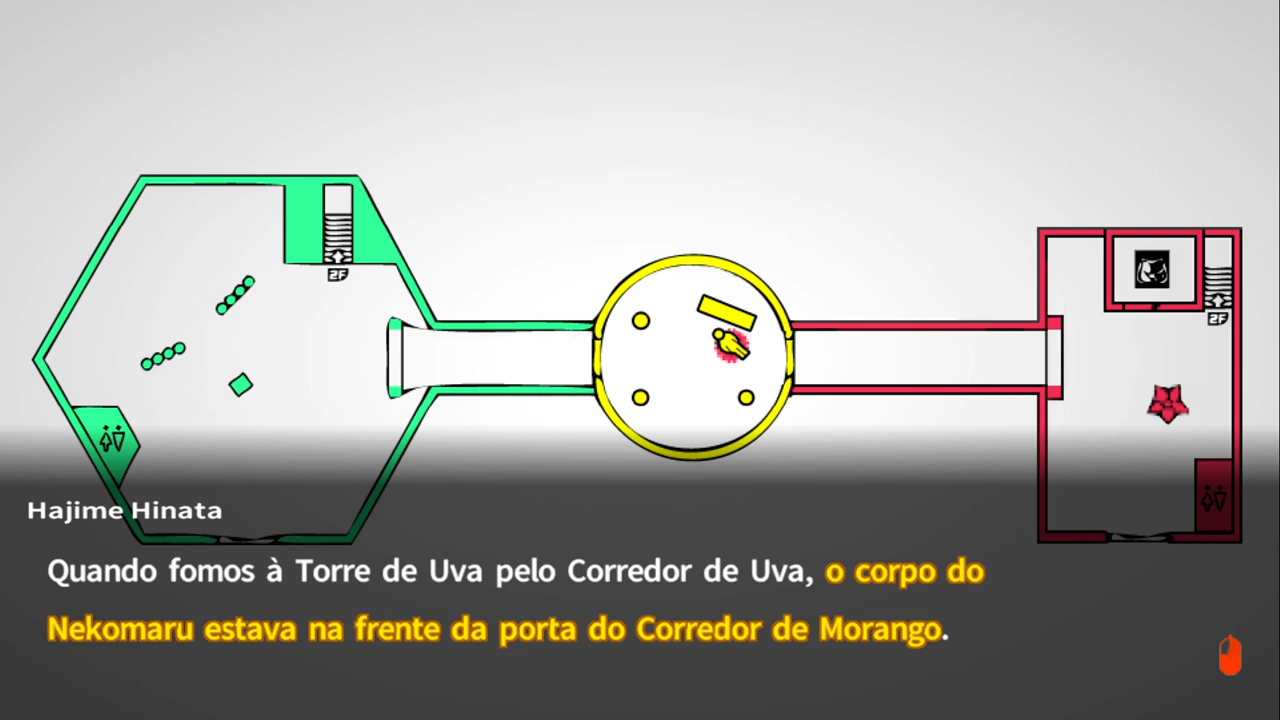 2F
2F
Hajime Hinata
Quando fomos à Torre de Uva pelo Corredor de Uva, o corpo do
Nekomaru estava na frente da porta do Corredor de Morango.